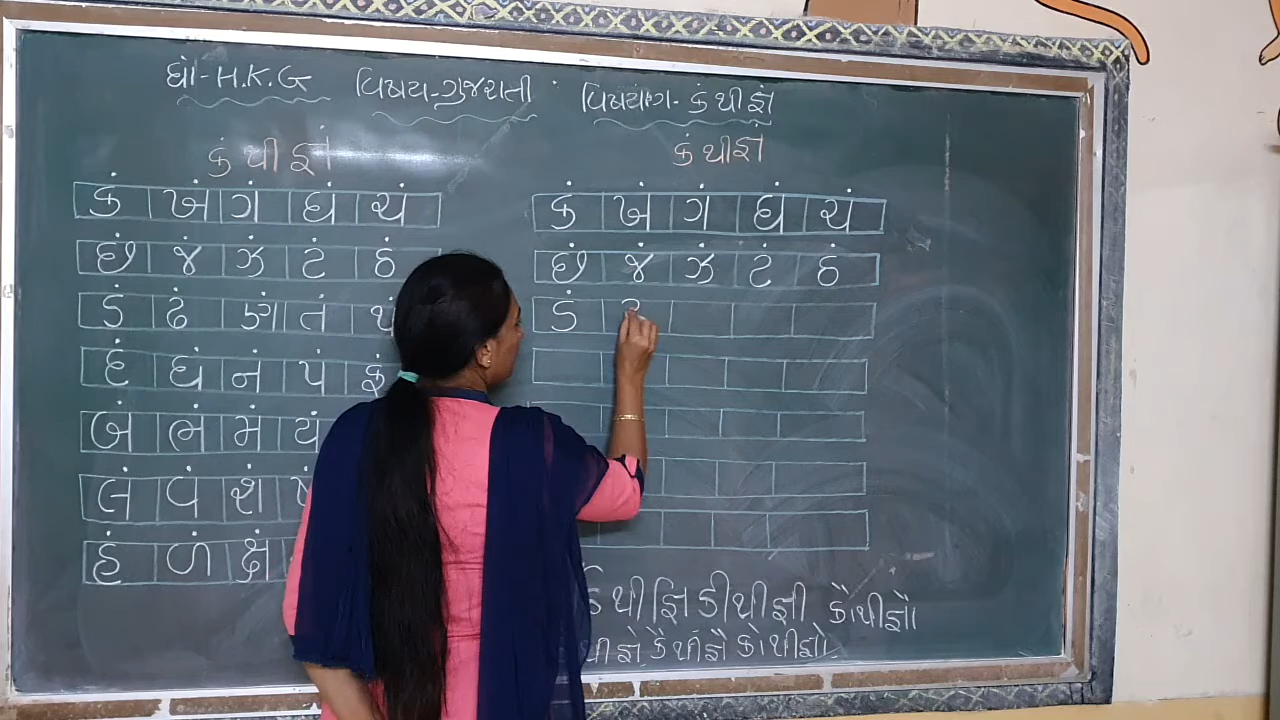 ધો-H.K.G વિષય-ગુજરાતી વિષયાંગ-કંથીજ્ઞં
કંથીજ્ઞં કંથીજ્ઞં
કં ખં ગં ઘં ચં કં ખં ગં ઘં ચં
છં જં ઝં ટં ઠં છં જં ઝં ટં ઠં
ડં ઢં ણં તં થં ડં
દં ધં નં પં ફં
બં ભં મં યં
લં વં શં ષં
હં ળં ક્ષં
થીજ્ઞિ કીથીજ્ઞી કૌથીજ્ઞૌ
કૈથીજ્ઞૈ કોથીજ્ઞો